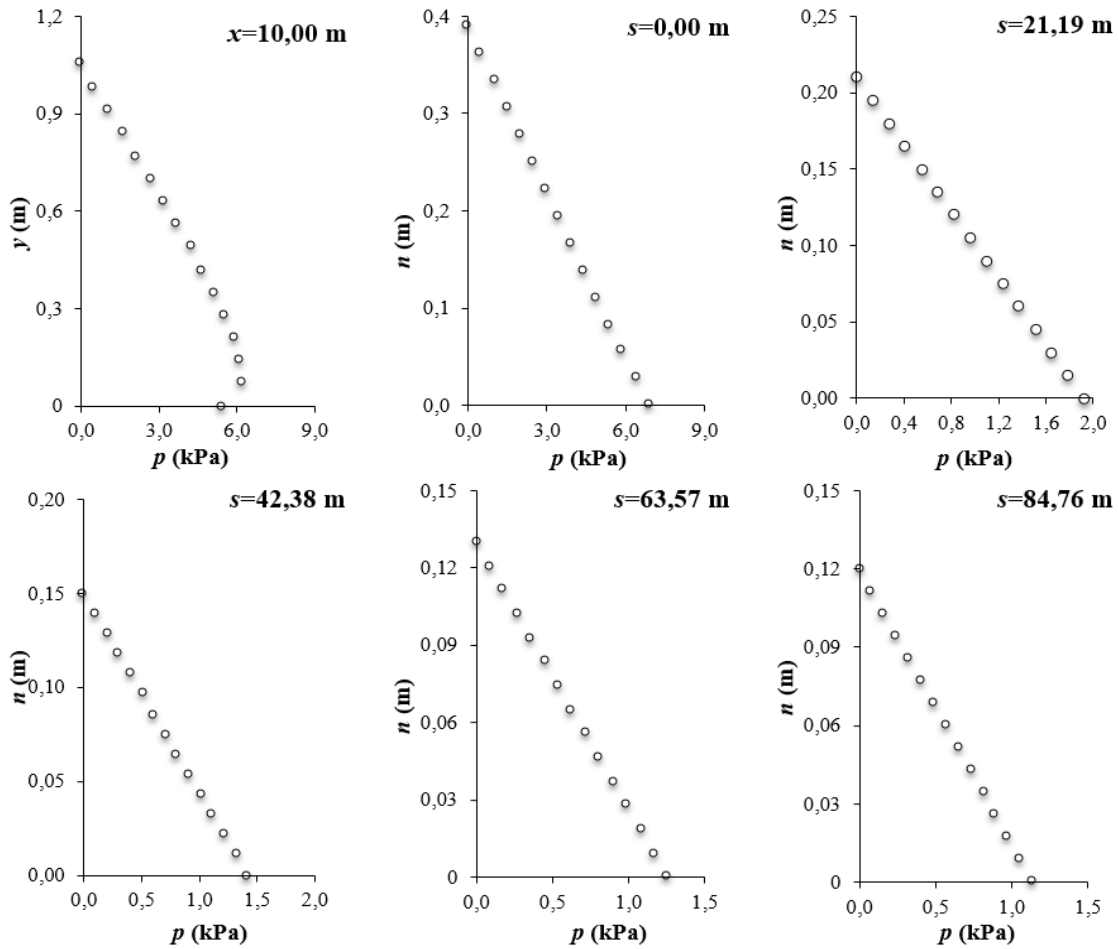 x=10,00 m
1,2
0,9
0,6
0,3
0
y (m)
0,0 3,0 6,0 9,0
p (kPa)
s=0,00 m
0,4
0,3
0,2
0,1
0,0
n (m)
0,0 3,0 6,0 9,0
p (kPa)
s=21,19 m
0,25
0,20
0,15
0,10
0,05
0,00
n (m)
0,0 0,4 0,8 1,2 1,6 2,0
p (kPa)
s=42,38 m
0,20
0,15
0,10
0,05
0,00
n (m)
0,0 0,5 1,0 1,5 2,0
p (kPa)
s=63,57 m
0,15
0,12
0,09
0,06
0,03
0
n (m)
0,0 0,5 1,0 1,5
p (kPa)
s=84,76 m
0,15
0,12
0,09
0,06
0,03
0
n (m)
0,0 0,5 1,0 1,5
p (kPa)